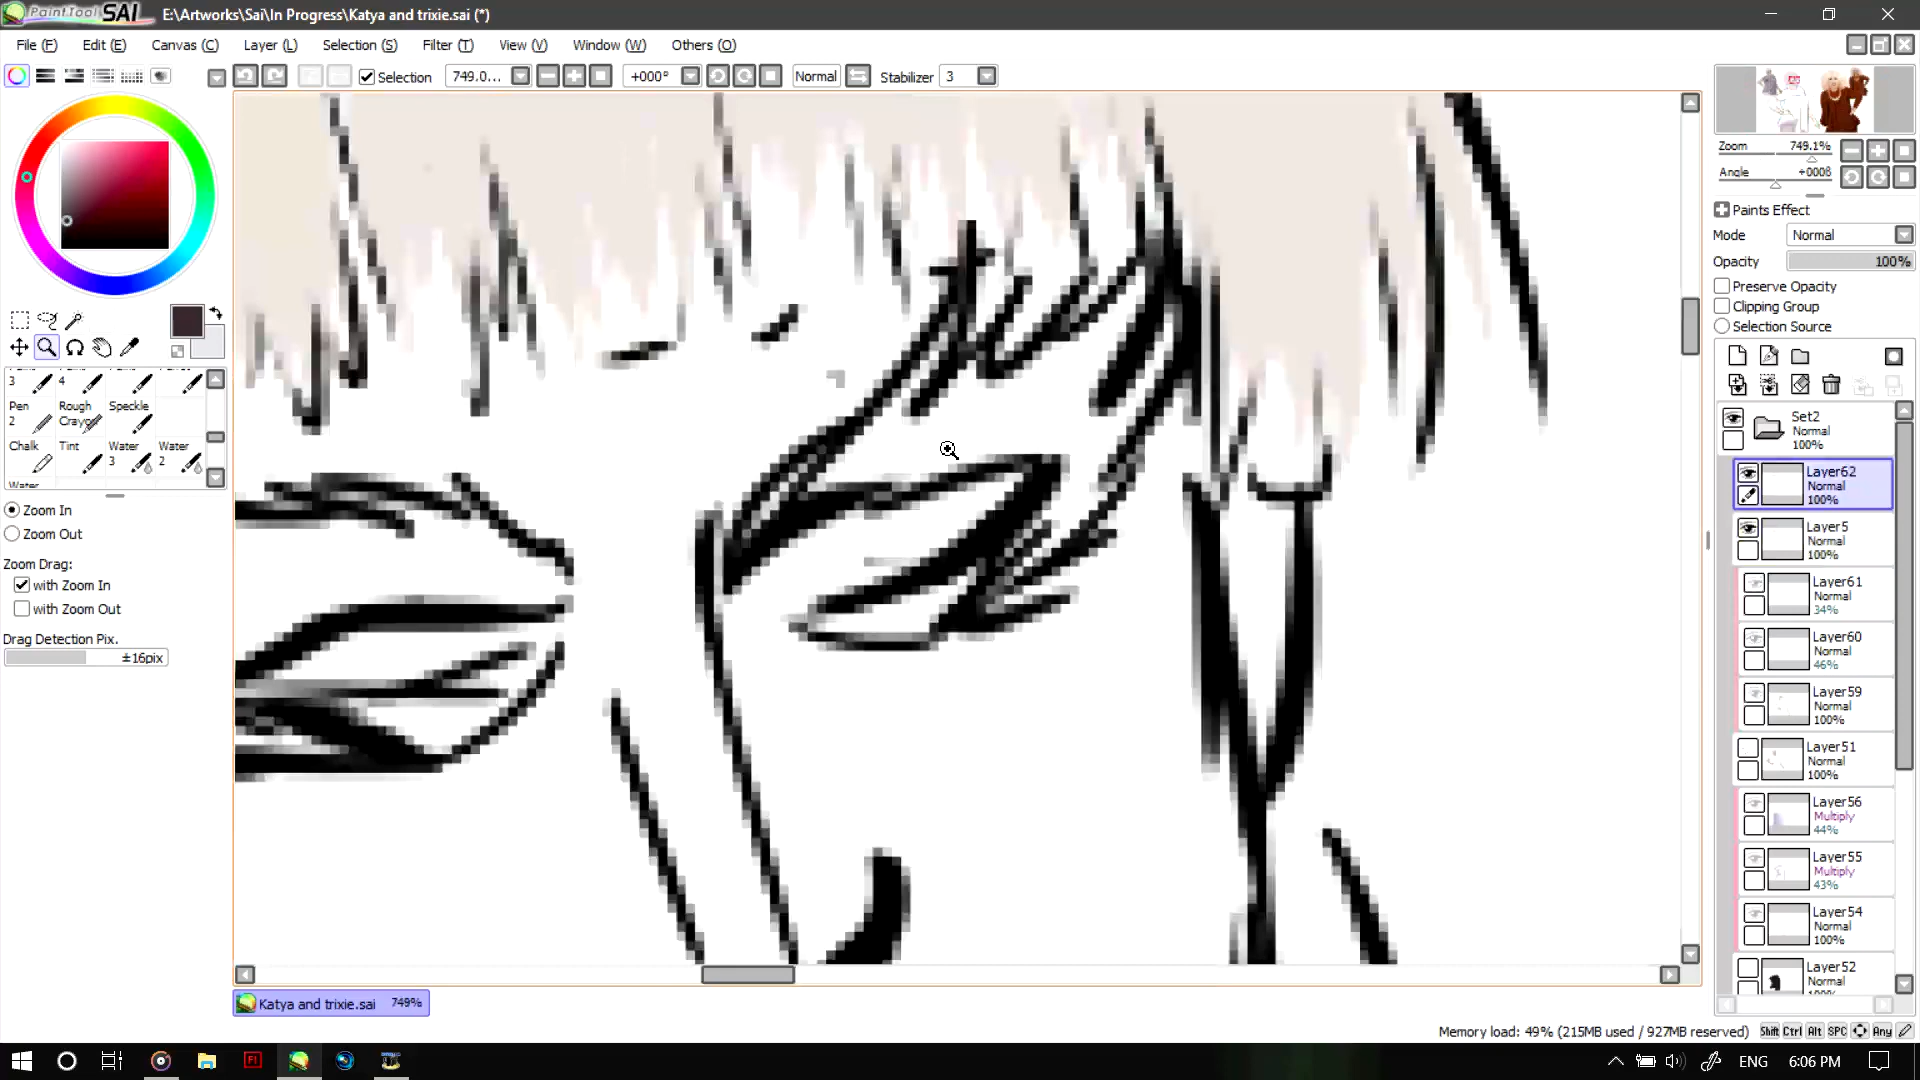 PaintTool SAI E:\Artworks\Sai\In Progress\Katya and trixie.sai (*)
File (F) Edit (E) Canvas (C) Layer (L) Selection (S) Filter (T) View (V) Window (W) Others (O)
Selection 749.0... +000° Normal Stabilizer 3
Zoom 749.1%
Angle +000
Paints Effect
Mode Normal
Opacity 100%
Preserve Opacity
Clipping Group
Selection Source
3 4
Pen 2 Rough Crayon Speckle
Chalk Tint Water 3 Water 2
Water
Zoom In
Zoom Out
Zoom Drag:
with Zoom In
with Zoom Out
Drag Detection Pix.
±16pix
Set2
Normal
100%
Layer62
Normal
100%
Layer5
Normal
100%
Layer61
Normal
34%
Layer60
Normal
46%
Layer59
Normal
100%
Layer51
Normal
100%
Layer56
Multiply
44%
Layer55
Multiply
43%
Layer54
Normal
100%
Layer52
Normal
100%
Katya and trixie.sai 749%
Memory load: 49% (215MB used / 927MB reserved) Shift Ctrl Alt SPC Any
ENG 6:06 PM